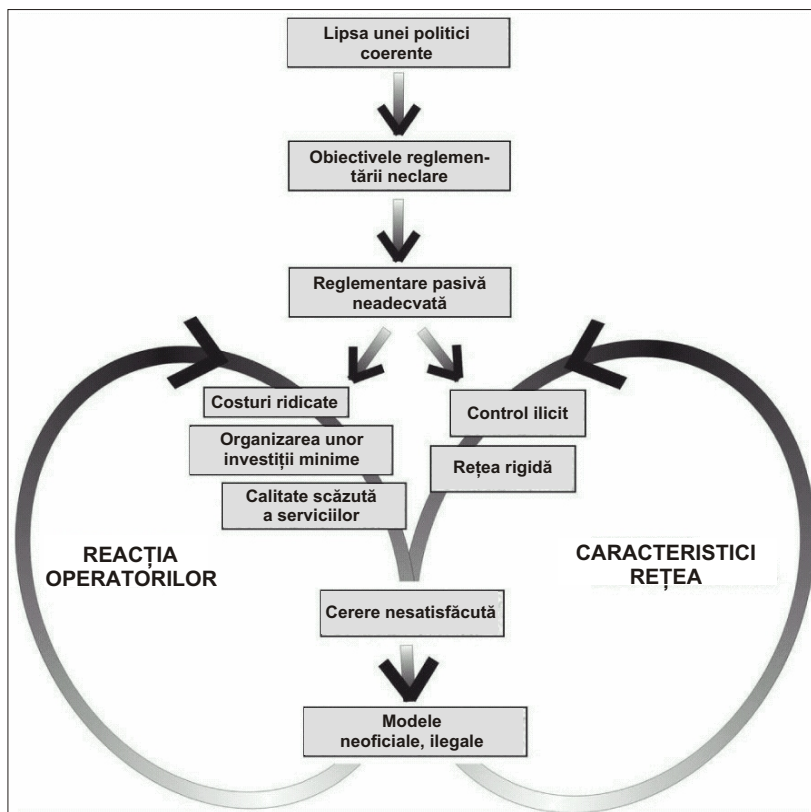 Lipsa unei politici
coerente
Obiectivele reglemen-
tării neclare
Reglementare pasivă
neadecvată
Costuri ridicate
Organizarea unor
investiții minime
Calitate scăzută
a serviciilor
Control ilicit
Rețea rigidă
REACȚIA
OPERATORILOR
CARACTERISTICI
REȚEA
Cerere nesatisfăcută
Modele
neoficiale, ilegale